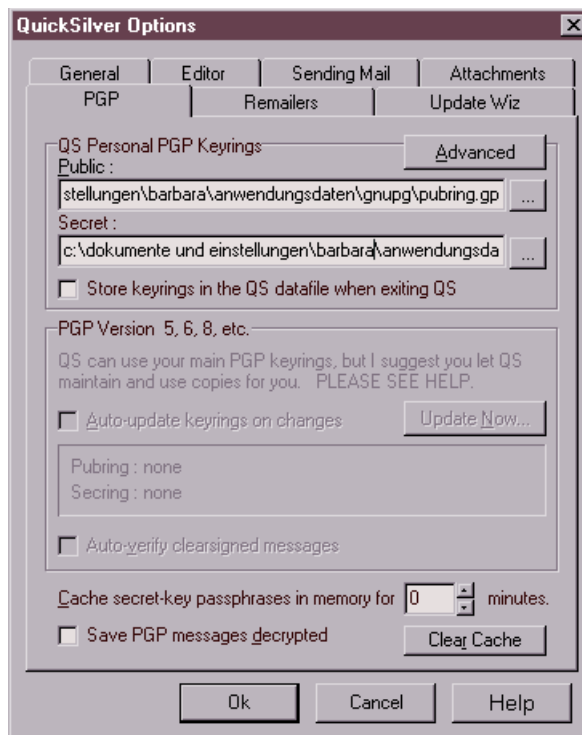 QuickSilver Options
General Editor Sending Mail Attachments
PGP Remailers Update Wiz
QS Personal PGP Keyrings
Advanced
Public :
stellungen\barbara\anwendungsdaten\gnupg\pubring.gp ...
Secret :
c:\dokumente und einstellungen\barbara\anwendungsda ...
Store keyrings in the QS datafile when exiting QS
PGP Version 5, 6, 8, etc.
QS can use your main PGP keyrings, but I suggest you let QS
maintain and use copies for you. PLEASE SEE HELP.
Auto-update keyrings on changes Update Now...
Pubring : none
Secring : none
Auto-verify clearsigned messages
Cache secret-key passphrases in memory for 0 minutes.
Save PGP messages decrypted Clear Cache
Ok Cancel Help